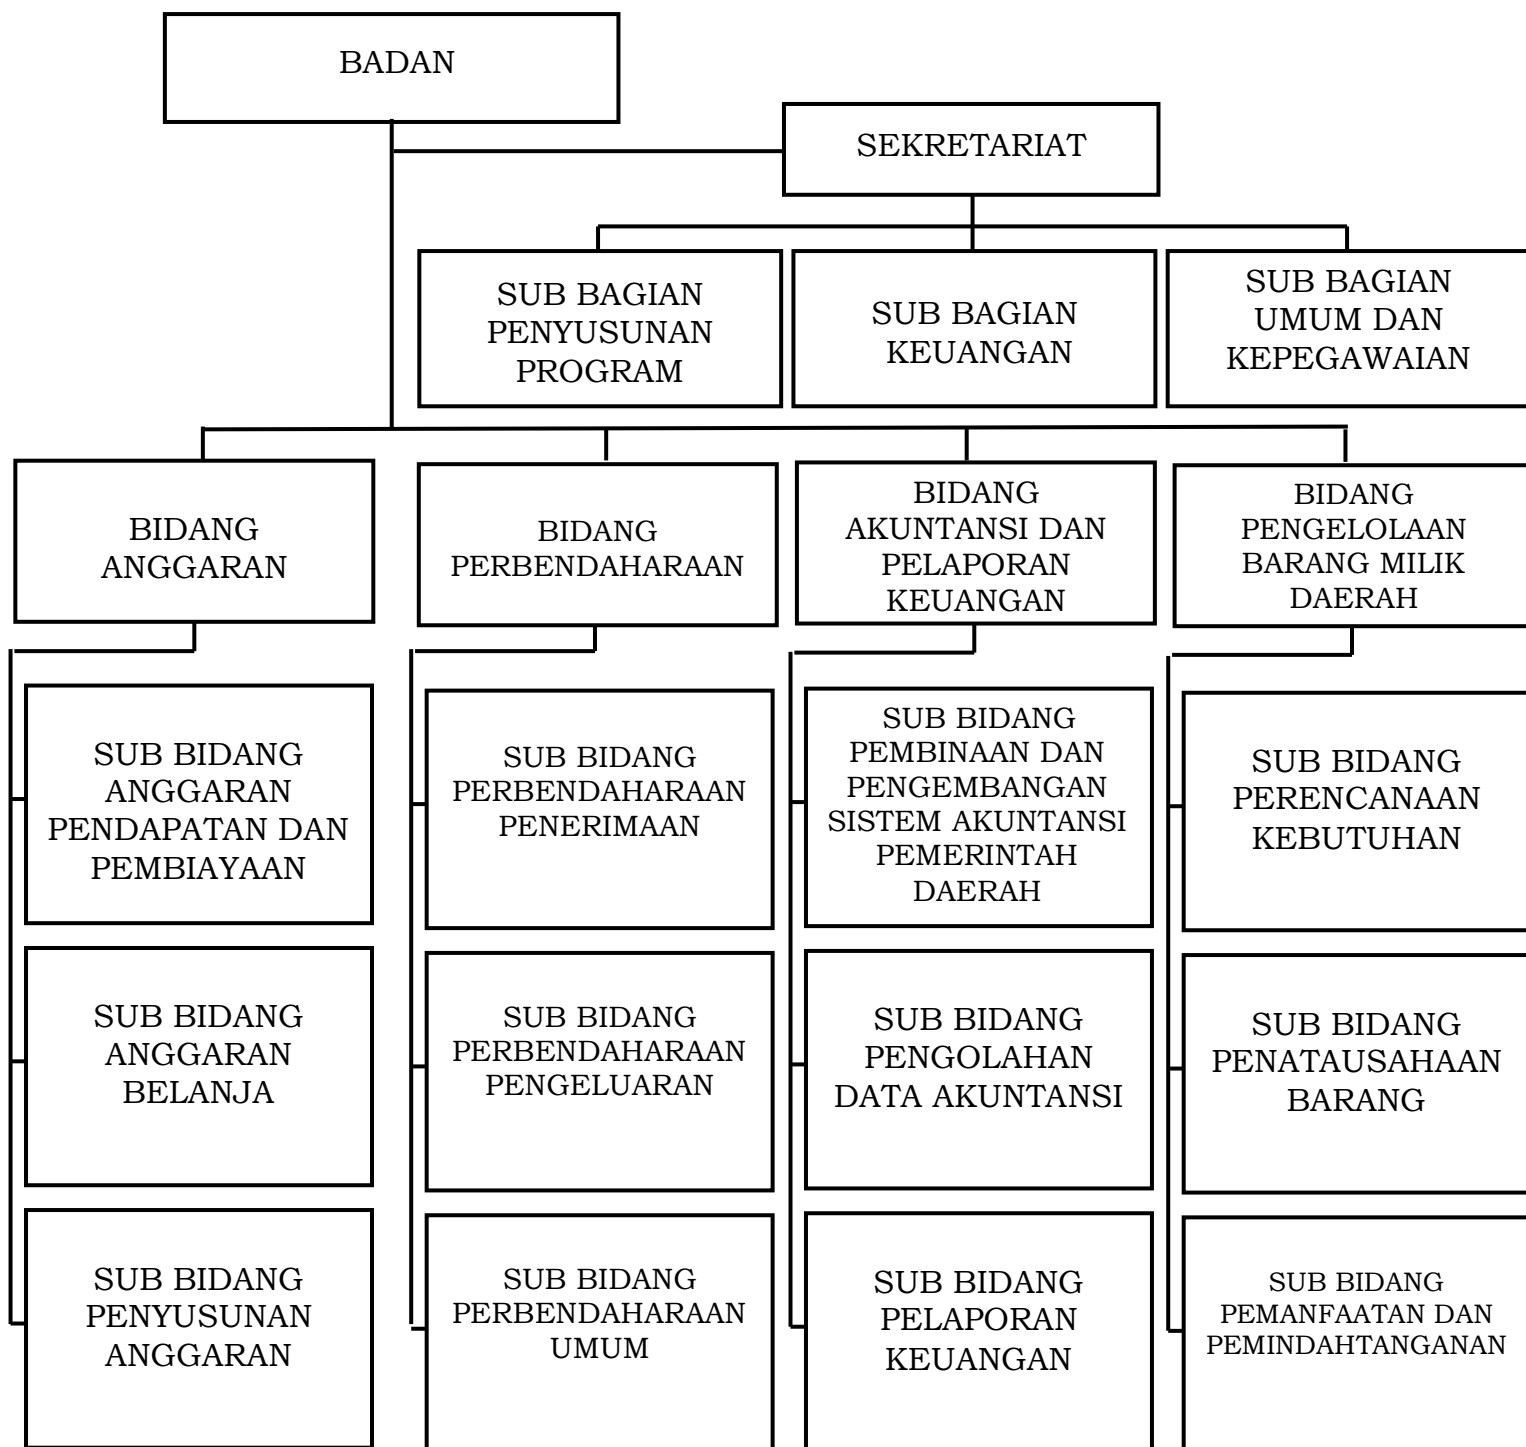 BADAN
SEKRETARIAT
SUB BAGIAN
PENYUSUNAN
PROGRAM
SUB BAGIAN
KEUANGAN
SUB BAGIAN
UMUM DAN
KEPEGAWAIAN
BIDANG
ANGGARAN
BIDANG
PERBENDAHARAAN
BIDANG
AKUNTANSI DAN
PELAPORAN
KEUANGAN
BIDANG
PENGELOLAAN
BARANG MILIK
DAERAH
SUB BIDANG
ANGGARAN
PENDAPATAN DAN
PEMBIAYAAN
SUB BIDANG
PERBENDAHARAAN
PENERIMAAN
SUB BIDANG
PEMBINAAN DAN
PENGEMBANGAN
SISTEM AKUNTANSI
PEMERINTAH
DAERAH
SUB BIDANG
PERENCANAAN
KEBUTUHAN
SUB BIDANG
ANGGARAN
BELANJA
SUB BIDANG
PERBENDAHARAAN
PENGELUARAN
SUB BIDANG
PENGOLAHAN
DATA AKUNTANSI
SUB BIDANG
PENATAUSAHAAN
BARANG
SUB BIDANG
PENYUSUNAN
ANGGARAN
SUB BIDANG
PERBENDAHARAAN
UMUM
SUB BIDANG
PELAPORAN
KEUANGAN
SUB BIDANG
PEMANFAATAN DAN
PEMINDAHTANGANAN